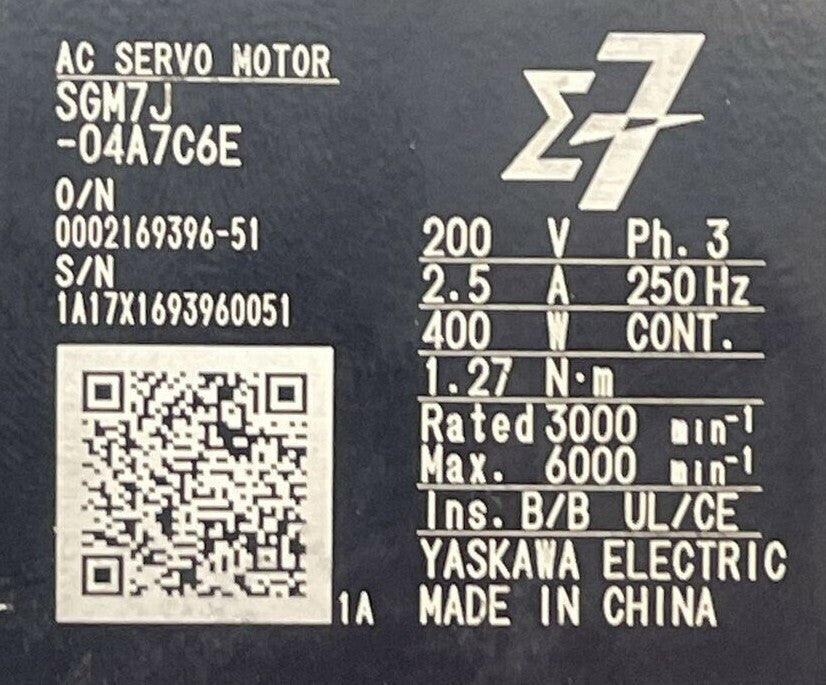 AC SERVO MOTOR
SGM7J
-04A7C6E
O/N
0002169396-51
S/N
1A17X1693960051
1A
Σ-7
200 V Ph. 3
2.5 A 250 Hz
400 W CONT.
1.27 N·m
Rated 3000 min⁻¹
Max. 6000 min⁻¹
Ins. B/B UL/CE
YASKAWA ELECTRIC
MADE IN CHINA